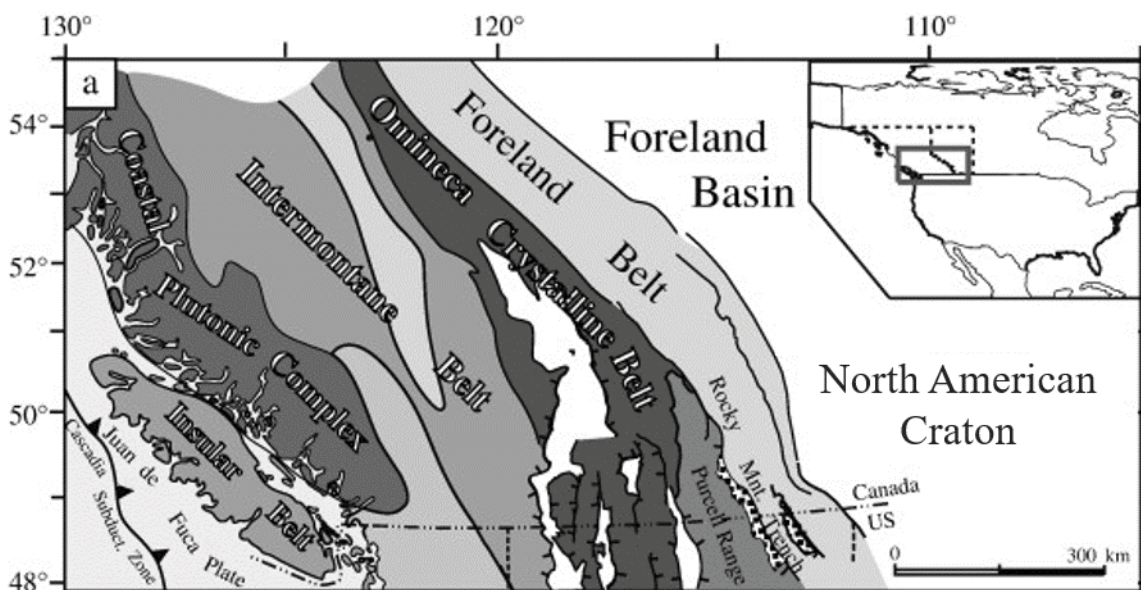 130°
120°
110°
a
54°
52°
50°
48°
Coastal
Plutonic Complex
Intermontane
Belt
Omineca Crystalline Belt
Foreland
Belt
Foreland
Basin
North American
Craton
Insular
Belt
Juan de
Fuca Plate
Cascadia
Subduct. Zone
Rocky
Mnt.
Trench
Purcell Range
Canada
US
0
300 km